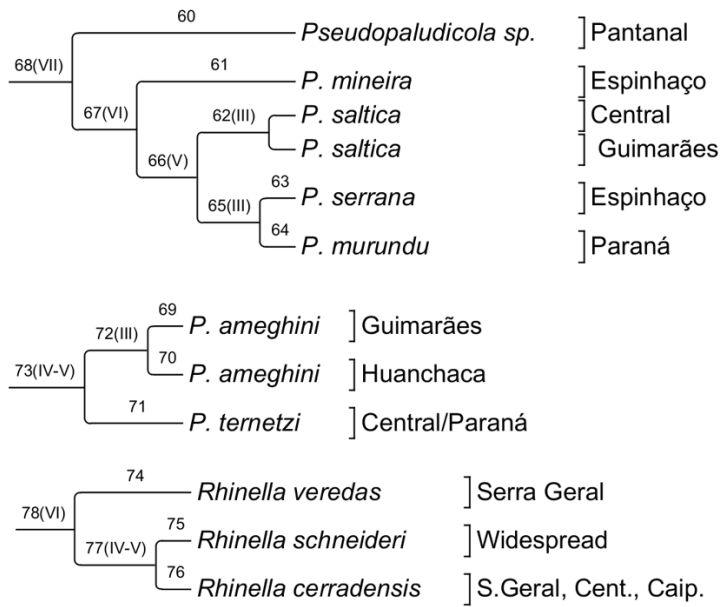 60
Pseudopaludicola sp. ] Pantanal
68(VII)
61
P. mineira ] Espinhaço
67(VI)
62(III)
P. saltica ] Central
66(V)
P. saltica ] Guimarães
63
P. serrana ] Espinhaço
65(III)
64
P. murundu ] Paraná
69
P. ameghini ] Guimarães
72(III)
70
P. ameghini ] Huanchaca
73(IV-V)
71
P. ternetzi ] Central/Paraná
74
Rhinella veredas ] Serra Geral
78(VI)
75
Rhinella schneideri ] Widespread
77(IV-V)
76
Rhinella cerradensis ] S.Geral, Cent., Caip.